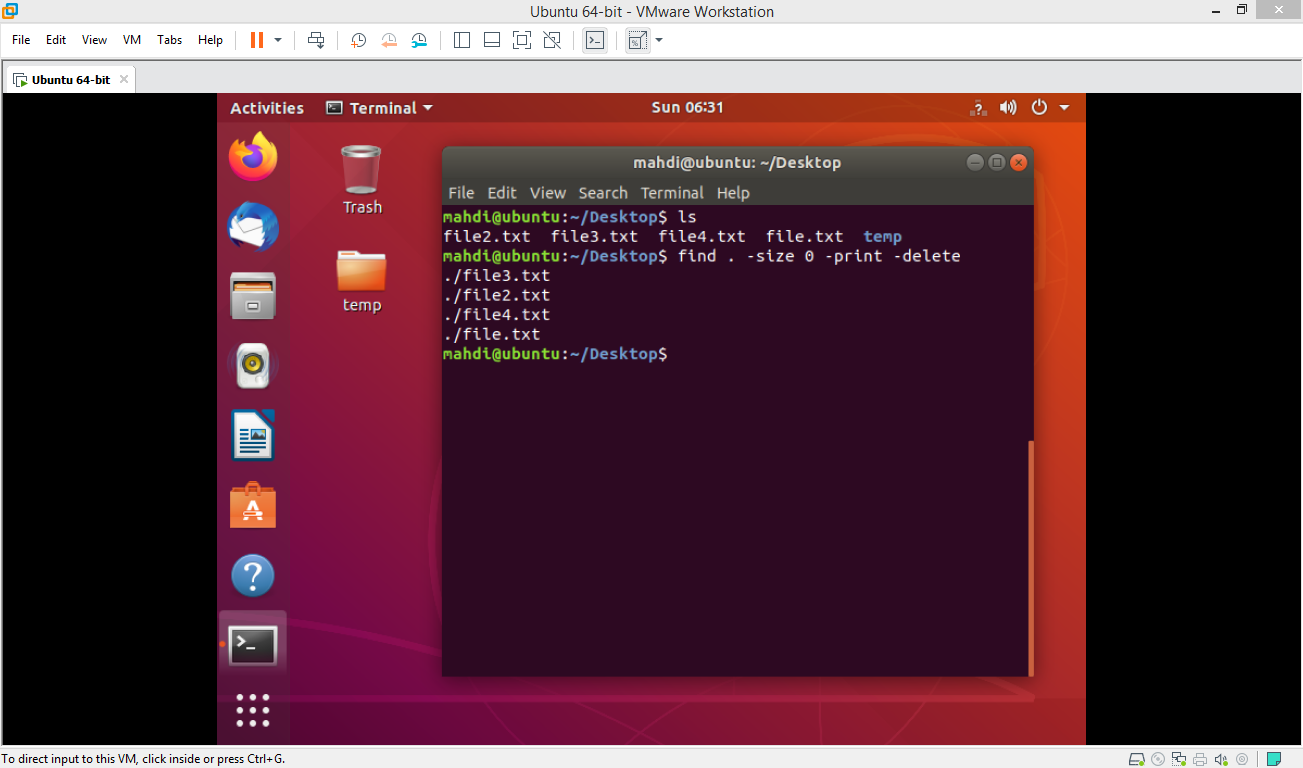 Ubuntu 64-bit - VMware Workstation
File Edit View VM Tabs Help
Ubuntu 64-bit
Activities Terminal Sun 06:31
Trash
temp
mahdi@ubuntu: ~/Desktop
File Edit View Search Terminal Help
mahdi@ubuntu:~/Desktop$ ls
file2.txt file3.txt file4.txt file.txt temp
mahdi@ubuntu:~/Desktop$ find . -size 0 -print -delete
./file3.txt
./file2.txt
./file4.txt
./file.txt
mahdi@ubuntu:~/Desktop$
To direct input to this VM, click inside or press Ctrl+G.